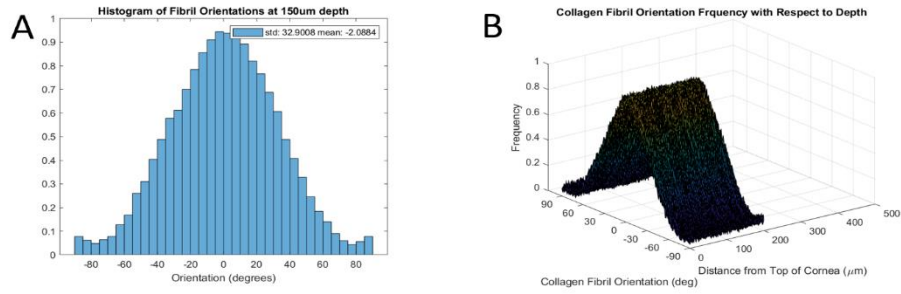 A
Histogram of Fibril Orientations at 150um depth
std: 32.9008 mean: -2.0884
1
0.9
0.8
0.7
0.6
0.5
0.4
0.3
0.2
0.1
0
-80 -60 -40 -20 0 20 40 60 80
Orientation (degrees)
B
Collagen Fibril Orientation Frquency with Respect to Depth
Frequency
1
0.8
0.6
0.4
0.2
0
90 60 30 0 -30 -60 -90
0 100 200 300 400 500
Collagen Fibril Orientation (deg)
Distance from Top of Cornea (μm)